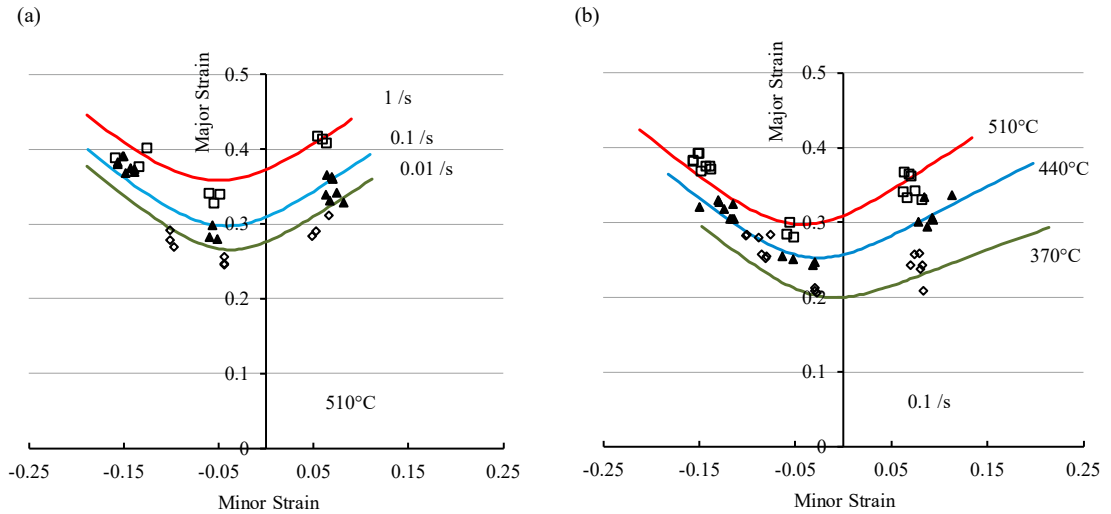 (a)
Major Strain
0.5
0.4
0.3
0.2
0.1
0
1 /s
0.1 /s
0.01 /s
510°C
-0.25
-0.15
-0.05
0.05
0.15
0.25
Minor Strain
(b)
Major Strain
0.5
0.4
0.3
0.2
0.1
0
510°C
440°C
370°C
0.1 /s
-0.25
-0.15
-0.05
0.05
0.15
0.25
Minor Strain